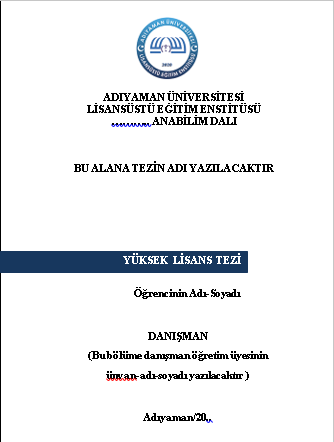 ADIYAMAN ÜNİVERSİTESİ
LİSANSÜSTÜ EĞİTİM ENSTİTÜSÜ
2020
ADIYAMAN ÜNİVERSİTESİ
LİSANSÜSTÜ EĞİTİM ENSTİTÜSÜ
………… ANABİLİM DALI
BU ALANA TEZİN ADI YAZILACAKTIR
YÜKSEK LİSANS TEZİ
Öğrencinin Adı-Soyadı
DANIŞMAN
(Bu bölüme danışman öğretim üyesinin
ünvan-adı-soyadı yazılacaktır )
Adıyaman/20..